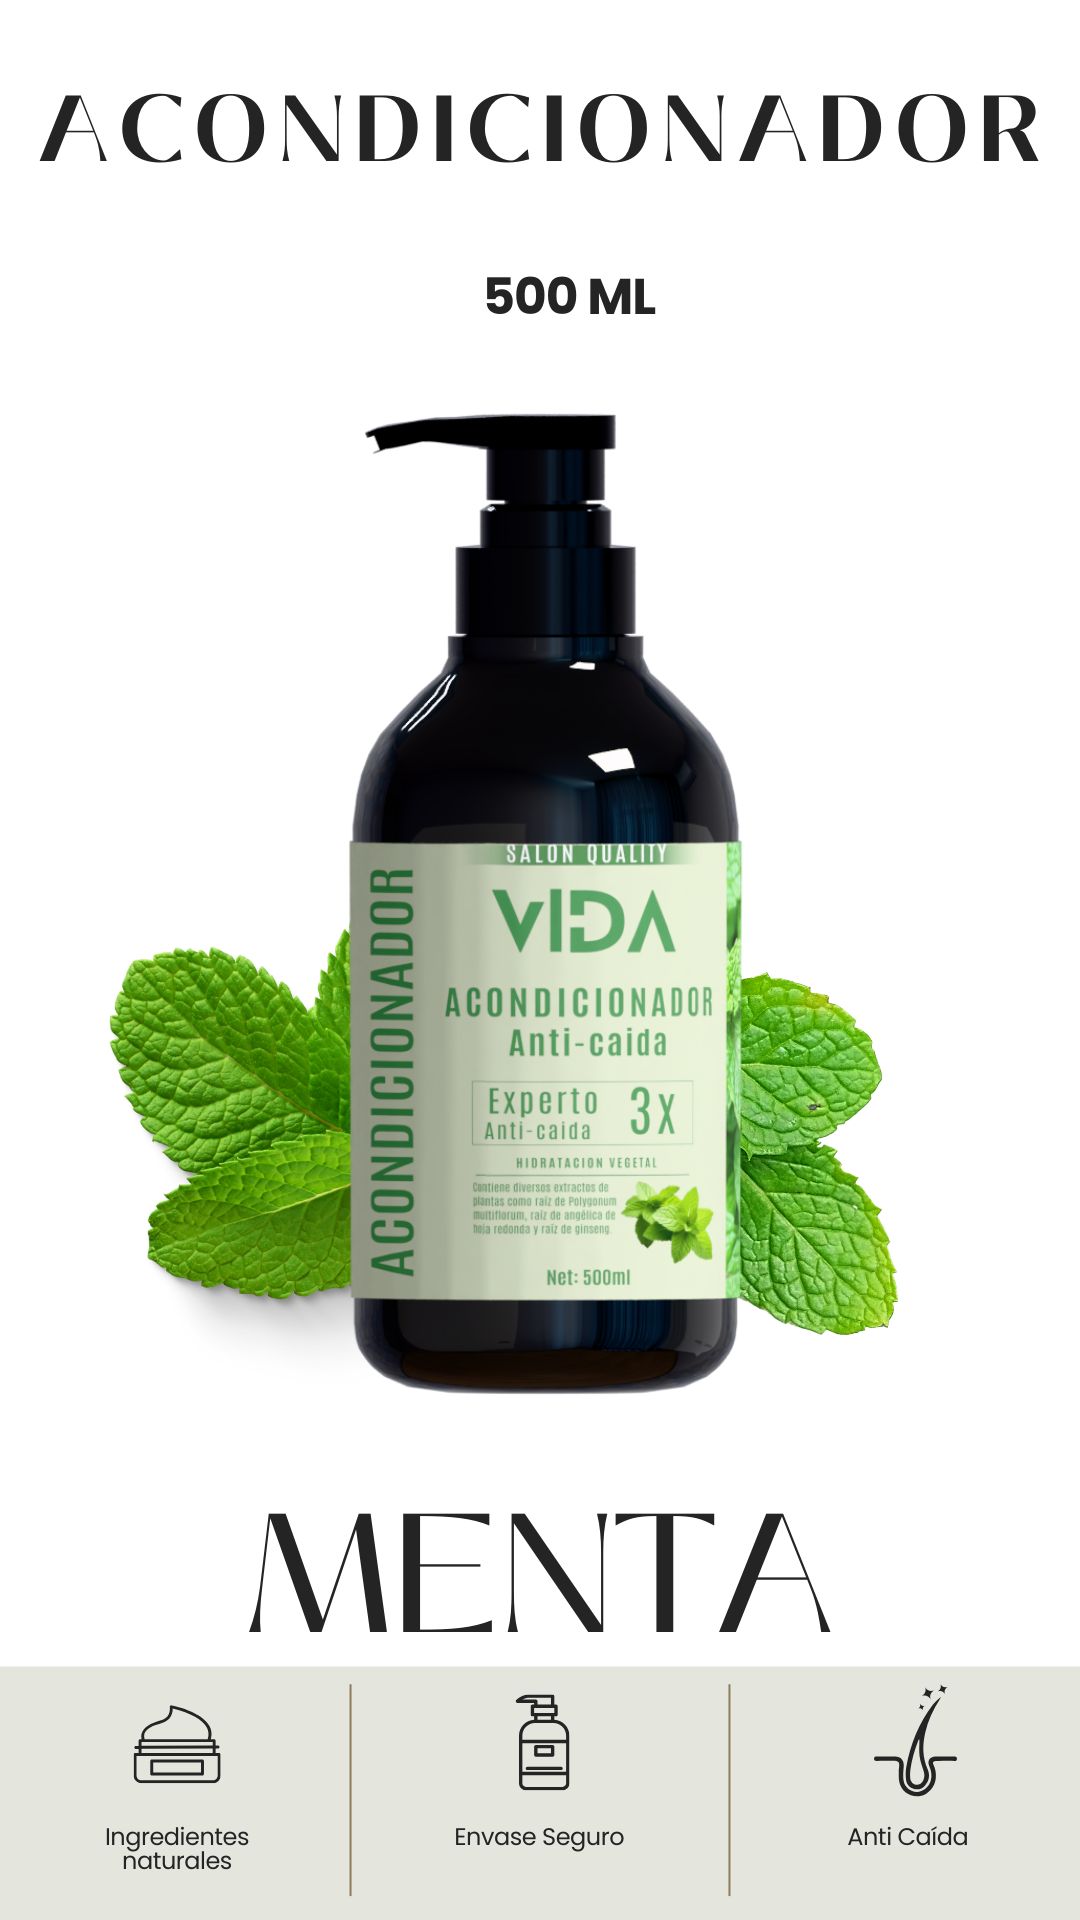 ACONDICIONADOR
500 ML
SALON QUALITY
VIDA
ACONDICIONADOR
ACONDICIONADOR
Anti-caida
Experto
Anti-caida
3x
HIDRATACION VEGETAL
Contiene diversos extractos de
plantas como raíz de Polygonum
multiflorum, raíz de angélica de
hoja redonda y raíz de ginseng.
Net: 500ml
MENTA
Ingredientes
naturales
Envase Seguro
Anti Caída